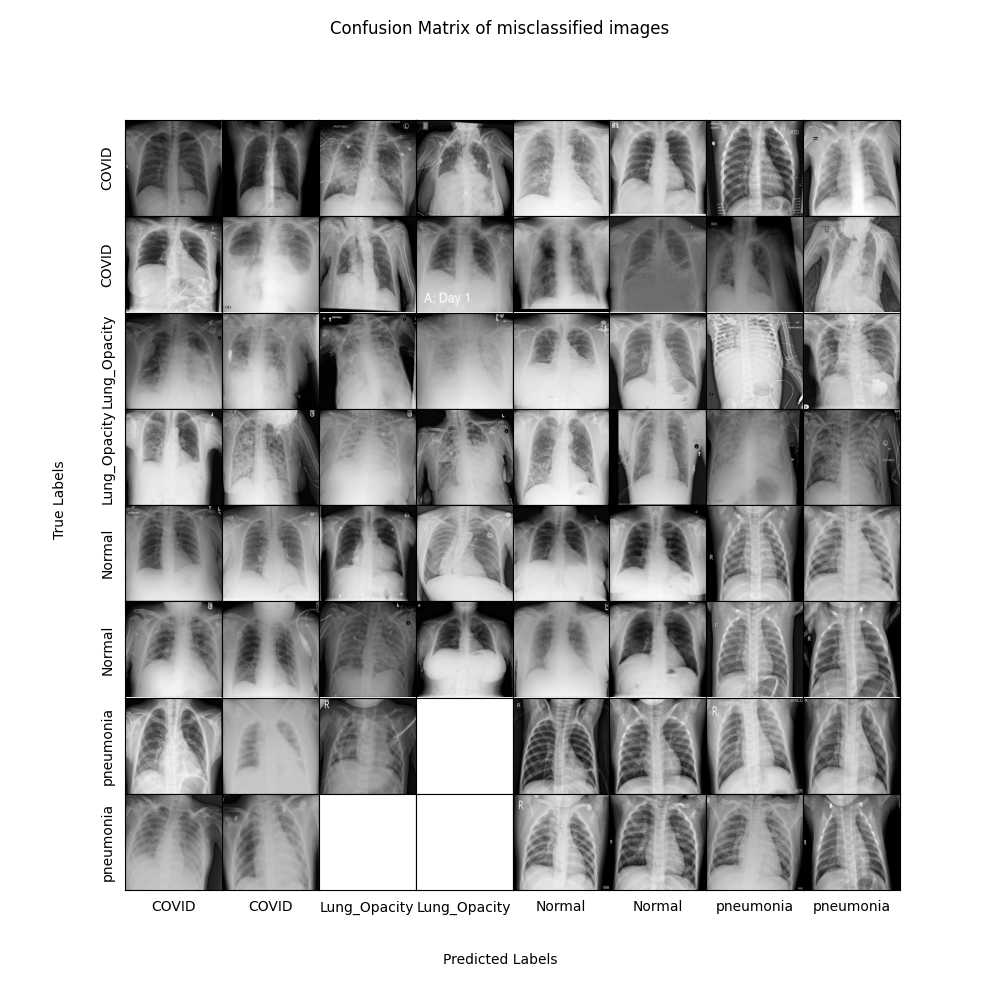 Confusion Matrix of misclassified images
True Labels
COVID
COVID
Lung_Opacity
Lung_Opacity
Normal
Normal
pneumonia
pneumonia
A: Day 1
R
R
R
COVID
COVID
Lung_Opacity
Lung_Opacity
Normal
Normal
pneumonia
pneumonia
Predicted Labels